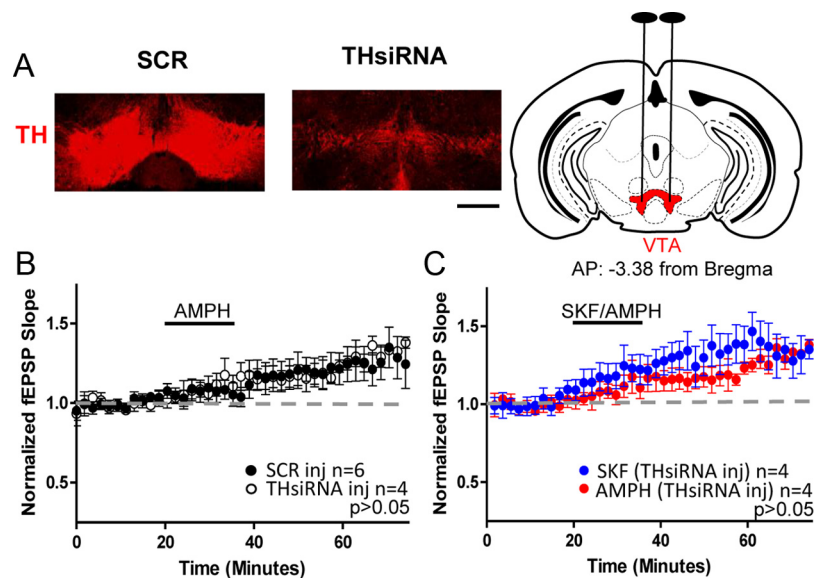 A
SCR
THsiRNA
TH
VTA
AP: -3.38 from Bregma
B
AMPH
1.5
1.0
0.5
Normalized fEPSP Slope
SCR inj n=6
THsiRNA inj n=4
p>0.05
0
20
40
60
Time (Minutes)
C
SKF/AMPH
1.5
1.0
0.5
Normalized fEPSP Slope
SKF (THsiRNA inj) n=4
AMPH (THsiRNA inj) n=4
p>0.05
0
20
40
60
Time (Minutes)